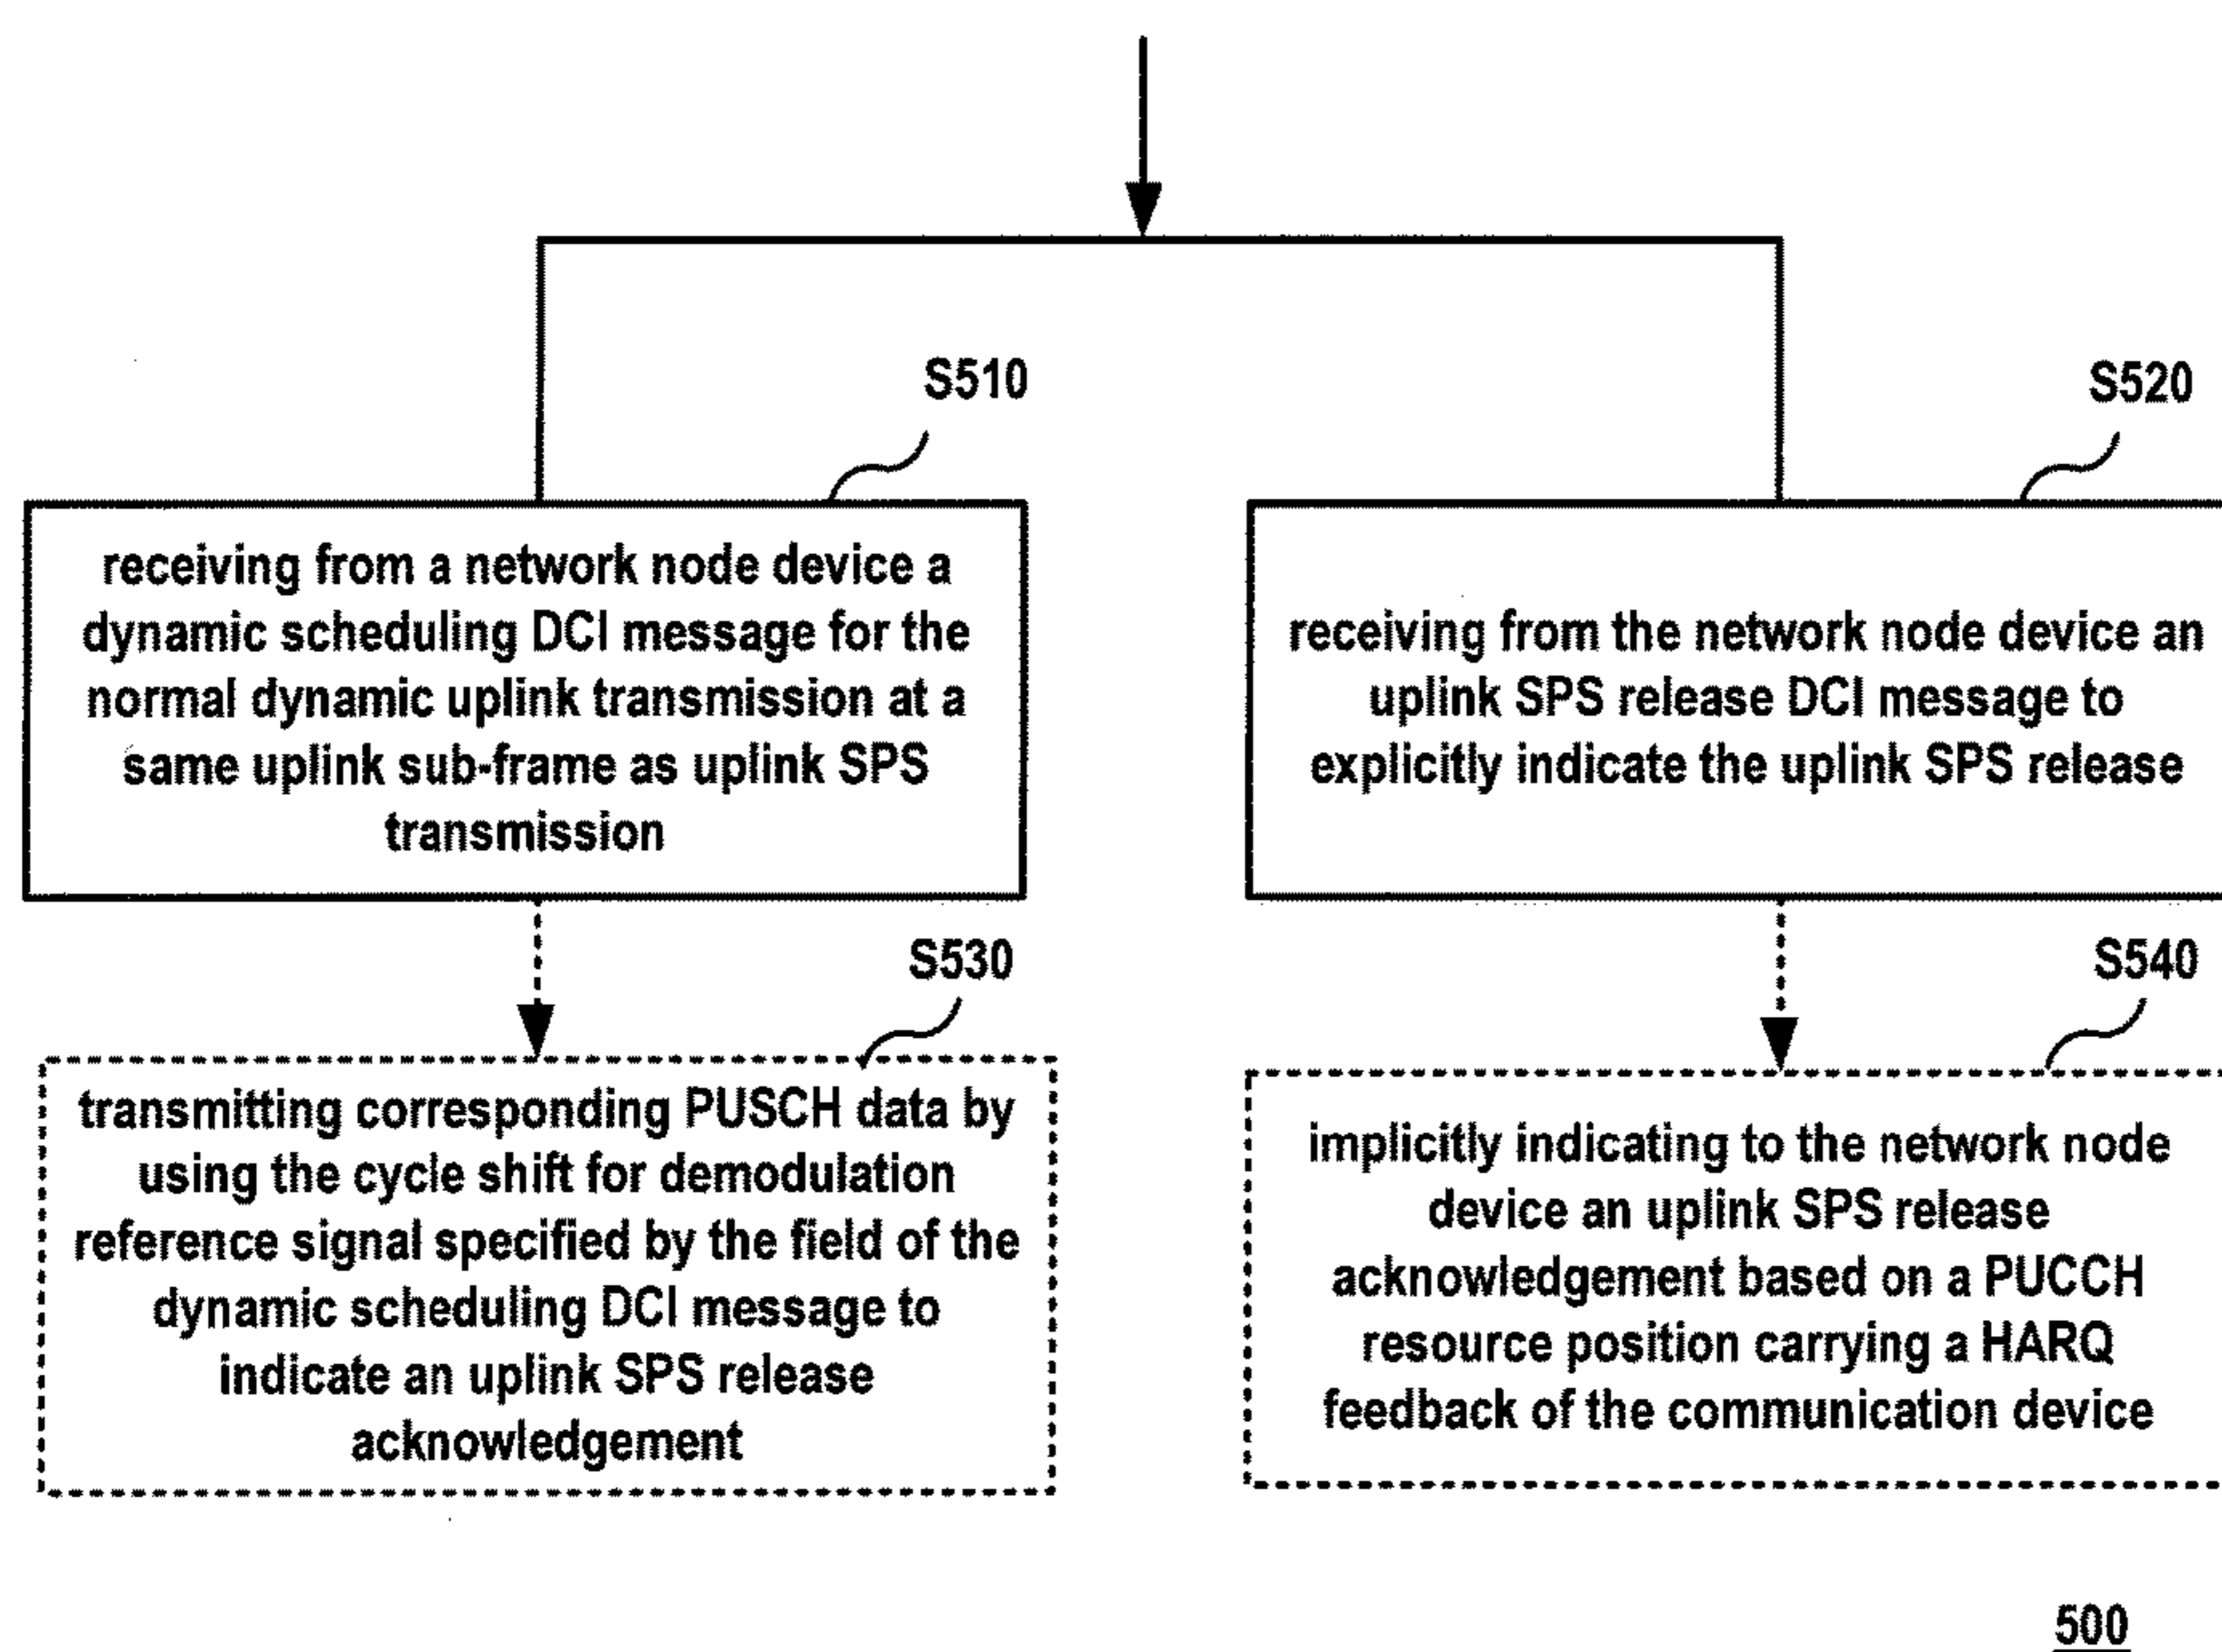 S510
receiving from a network node device a
dynamic scheduling DCI message for the
normal dynamic uplink transmission at a
same uplink sub-frame as uplink SPS
transmission
S520
receiving from the network node device an
uplink SPS release DCI message to
explicitly indicate the uplink SPS release
S530
transmitting corresponding PUSCH data by
using the cycle shift for demodulation
reference signal specified by the field of the
dynamic scheduling DCI message to
indicate an uplink SPS release
acknowledgement
S540
implicitly indicating to the network node
device an uplink SPS release
acknowledgement based on a PUCCH
resource position carrying a HARQ
feedback of the communication device
500